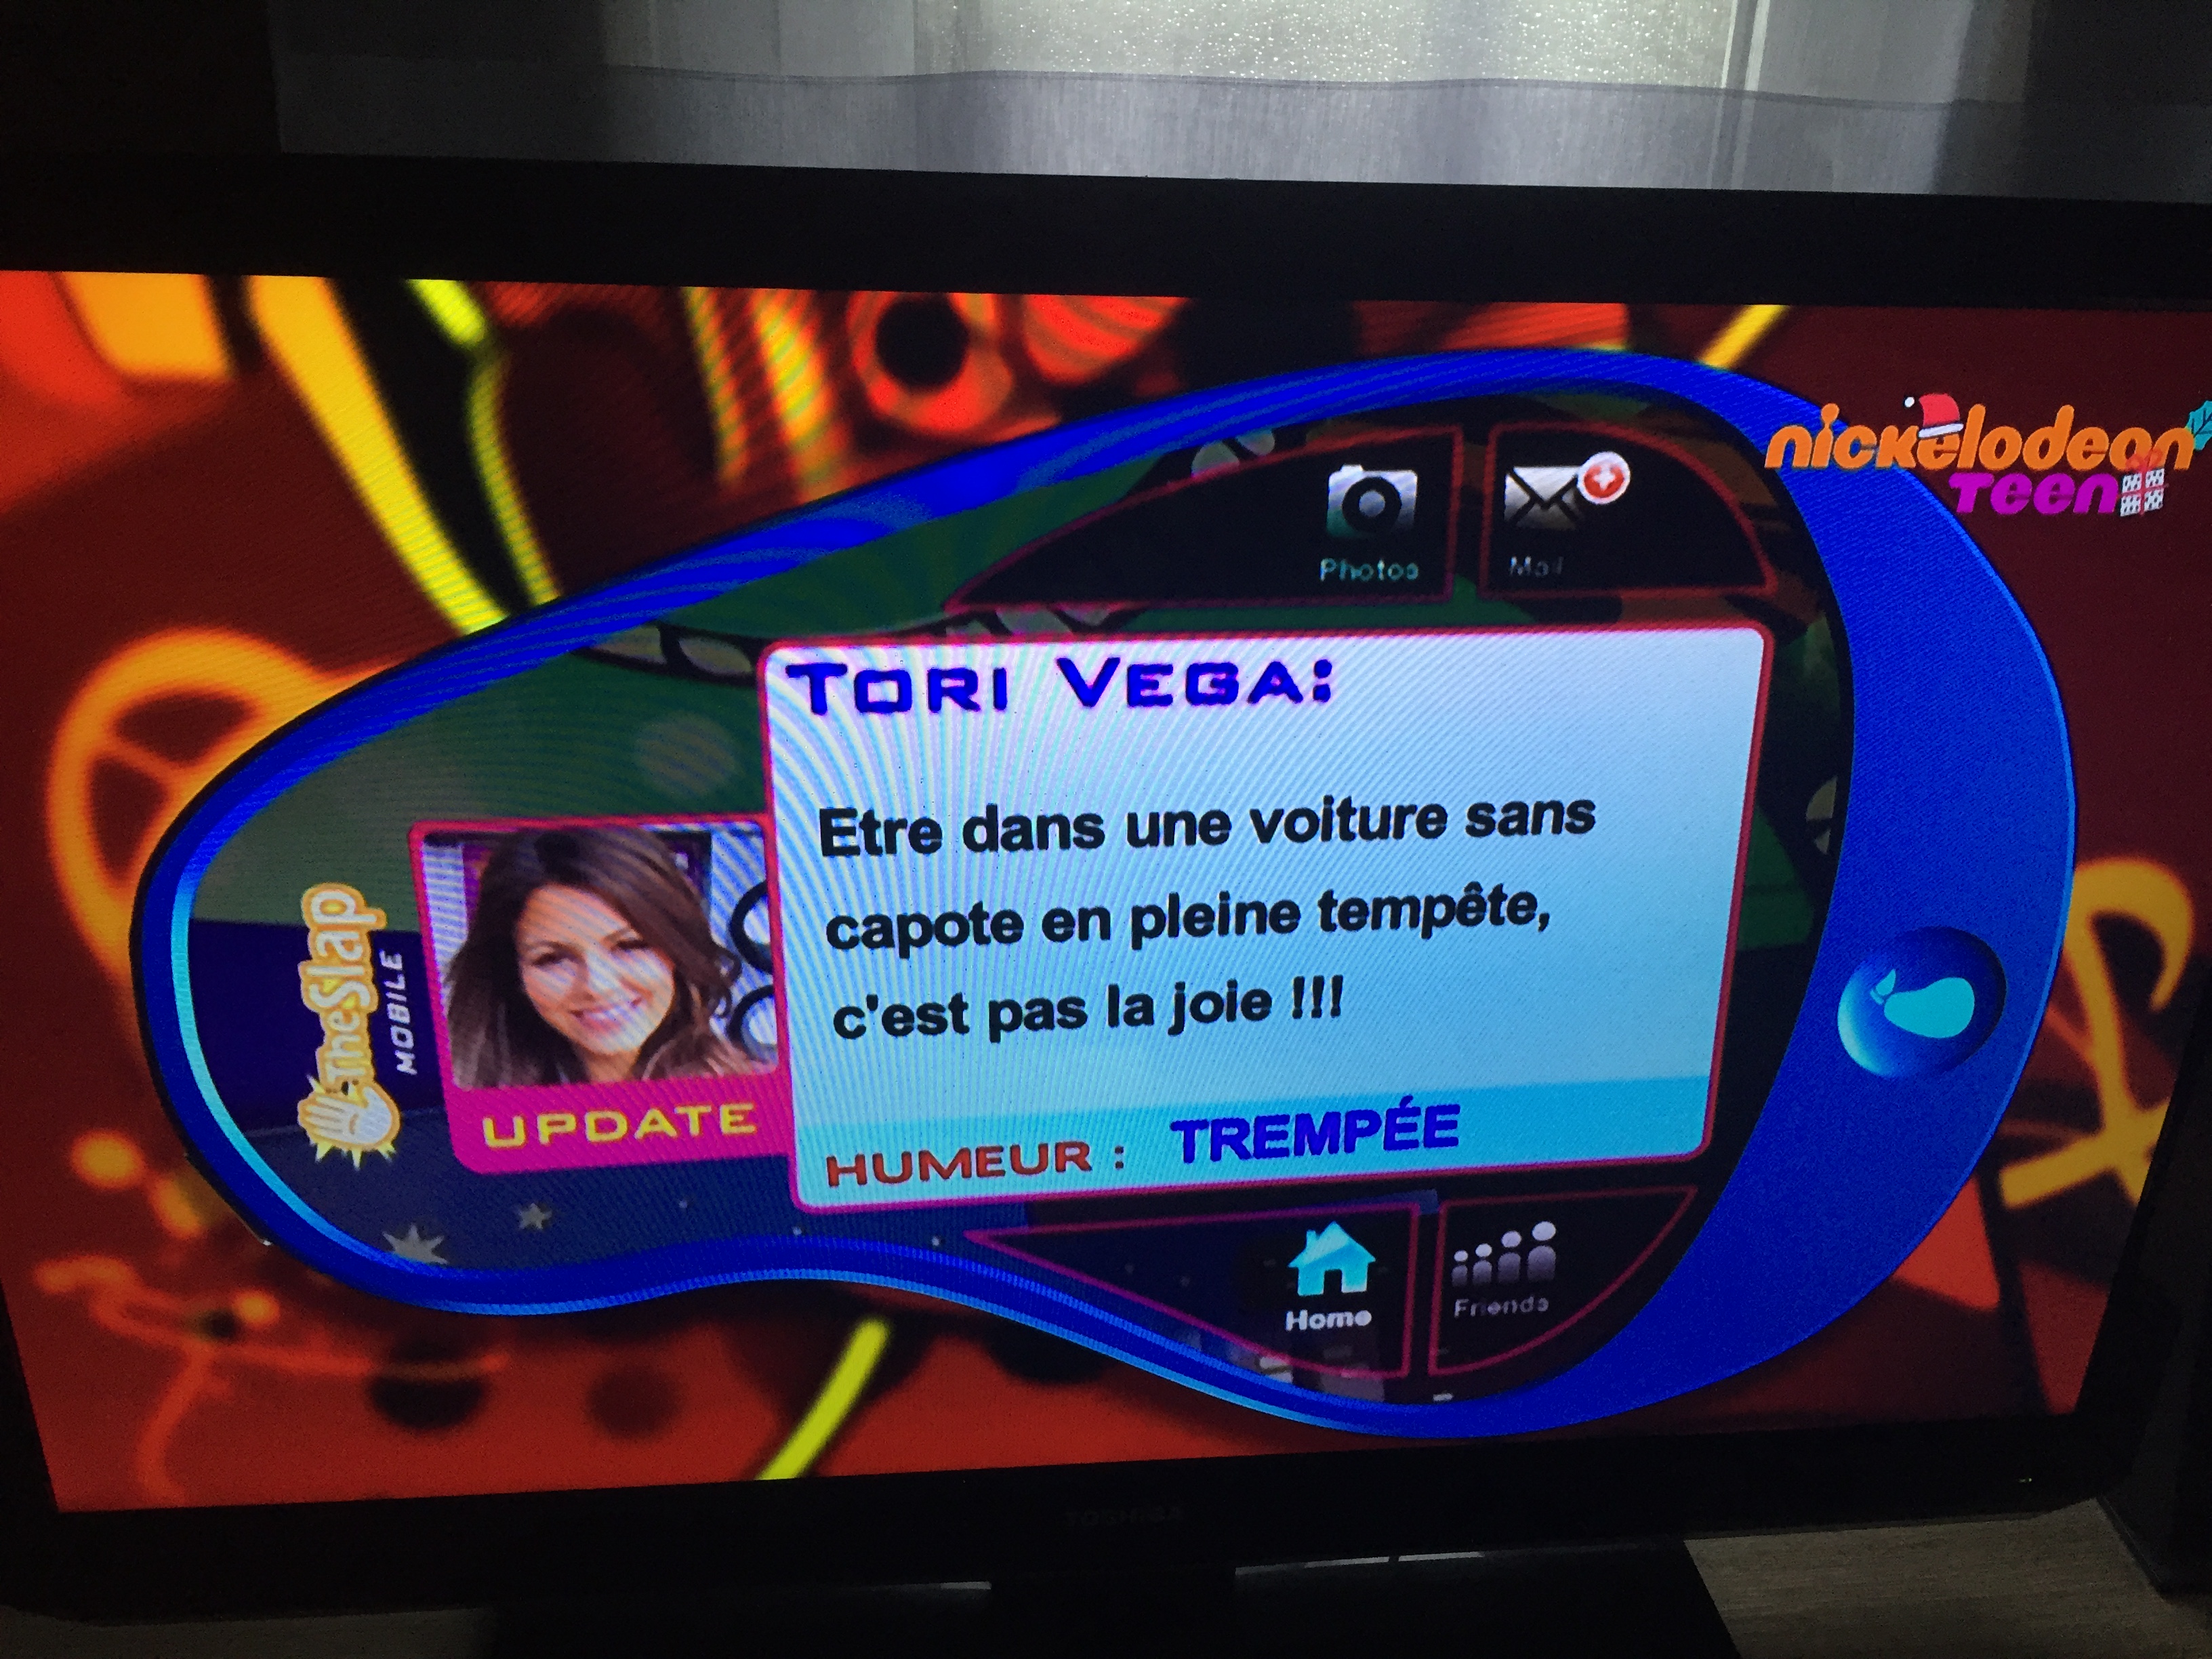 nickelodeon
Teen
Photos
Mail
TORI VEGA:
Etre dans une voiture sans
capote en pleine tempête,
c'est pas la joie !!!
HUMEUR : TREMPÉE
UPDATE
TheSlap
MOBILE
Home
Friends
TOSHIBA